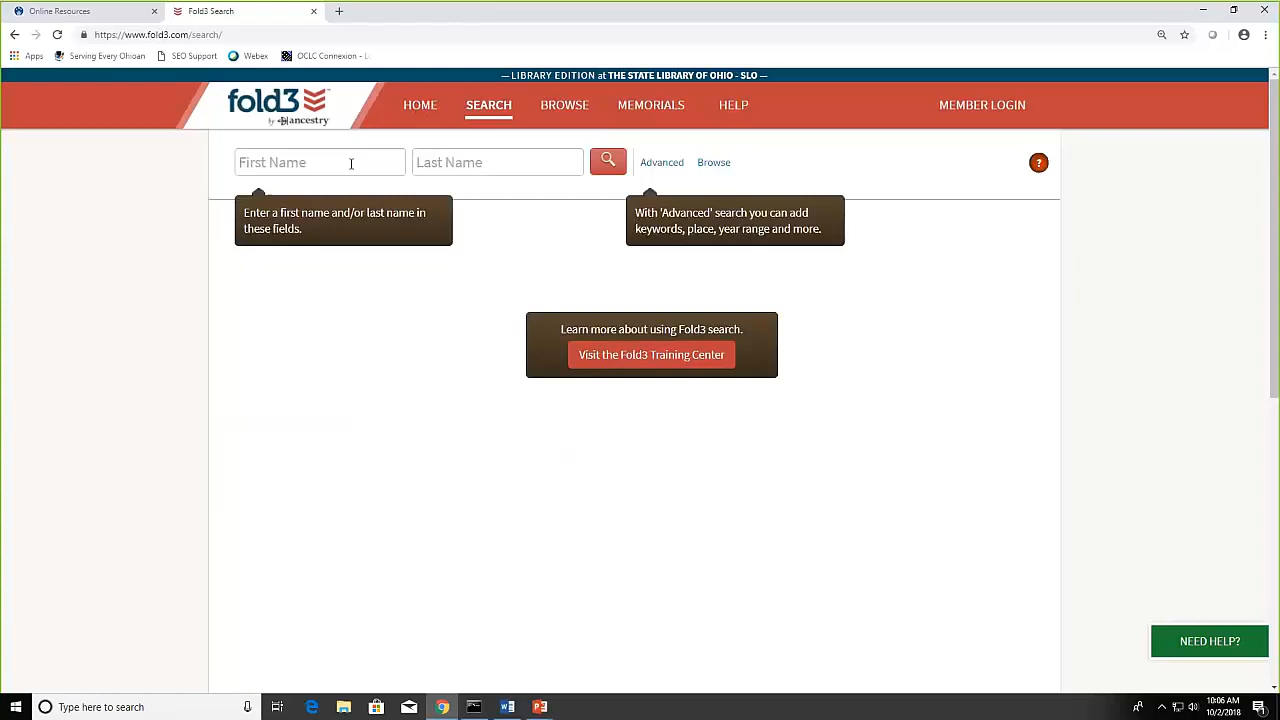 Online Resources
Fold3 Search
https://www.fold3.com/search/
Apps
Serving Every Ohioan
SEO Support
Webex
OCLC Connexion - L
— LIBRARY EDITION at THE STATE LIBRARY OF OHIO - SLO —
fold3
by ancestry
HOME
SEARCH
BROWSE
MEMORIALS
HELP
MEMBER LOGIN
First Name
Last Name
Advanced
Browse
?
Enter a first name and/or last name in
these fields.
With 'Advanced' search you can add
keywords, place, year range and more.
Learn more about using Fold3 search.
Visit the Fold3 Training Center
NEED HELP?
Type here to search
10:06 AM
10/2/2018